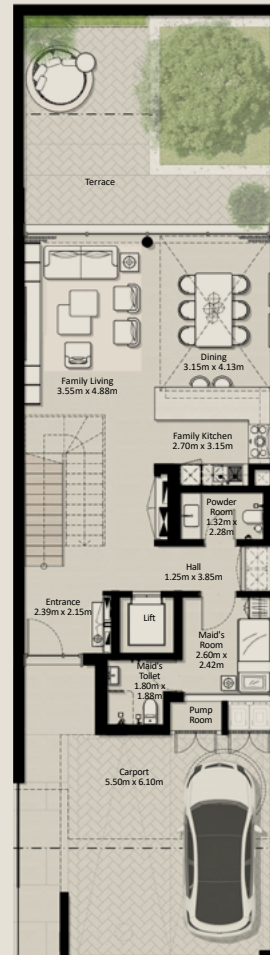 Terrace
Dining
3.15m x 4.13m
Family Living
3.55m x 4.88m
Family Kitchen
2.70m x 3.15m
Powder
Room
1.32m x
2.28m
Hall
1.25m x 3.85m
Entrance
2.39m x 2.15m
Lift
Maid's
Room
2.60m x
2.42m
Maid's
Toilet
1.80m x
1.88m
Pump
Room
Carport
5.50m x 6.10m